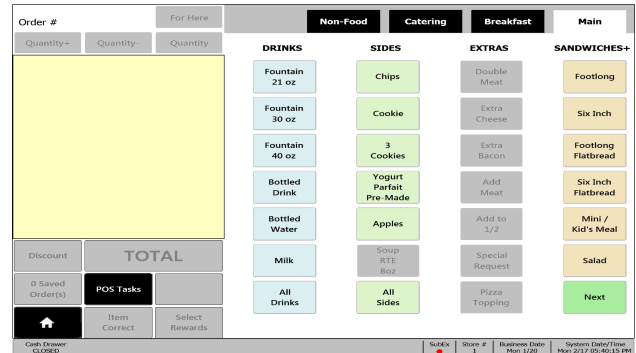 Order #
For Here
Non-Food
Catering
Breakfast
Main
Quantity+
Quantity-
Quantity
DRINKS
SIDES
EXTRAS
SANDWICHES+
Fountain
21 oz
Chips
Double
Meat
Footlong
Fountain
30 oz
Cookie
Extra
Cheese
Six Inch
Fountain
40 oz
3
Cookies
Extra
Bacon
Footlong
Flatbread
Bottled
Drink
Yogurt
Parfait
Pre-Made
Add
Meat
Six Inch
Flatbread
Bottled
Water
Apples
Add to
1/2
Mini /
Kid's Meal
Discount
TOTAL
Milk
Soup
RTE
8oz
Special
Request
Salad
0 Saved
Order(s)
POS Tasks
All
Drinks
All
Sides
Pizza
Topping
Next
Item
Correct
Select
Rewards
Cash Drawer
CLOSED
SubEx
Store #
1
Business Date
Mon 1/20
System Date/Time
Mon 2/17 05:40:15 PM